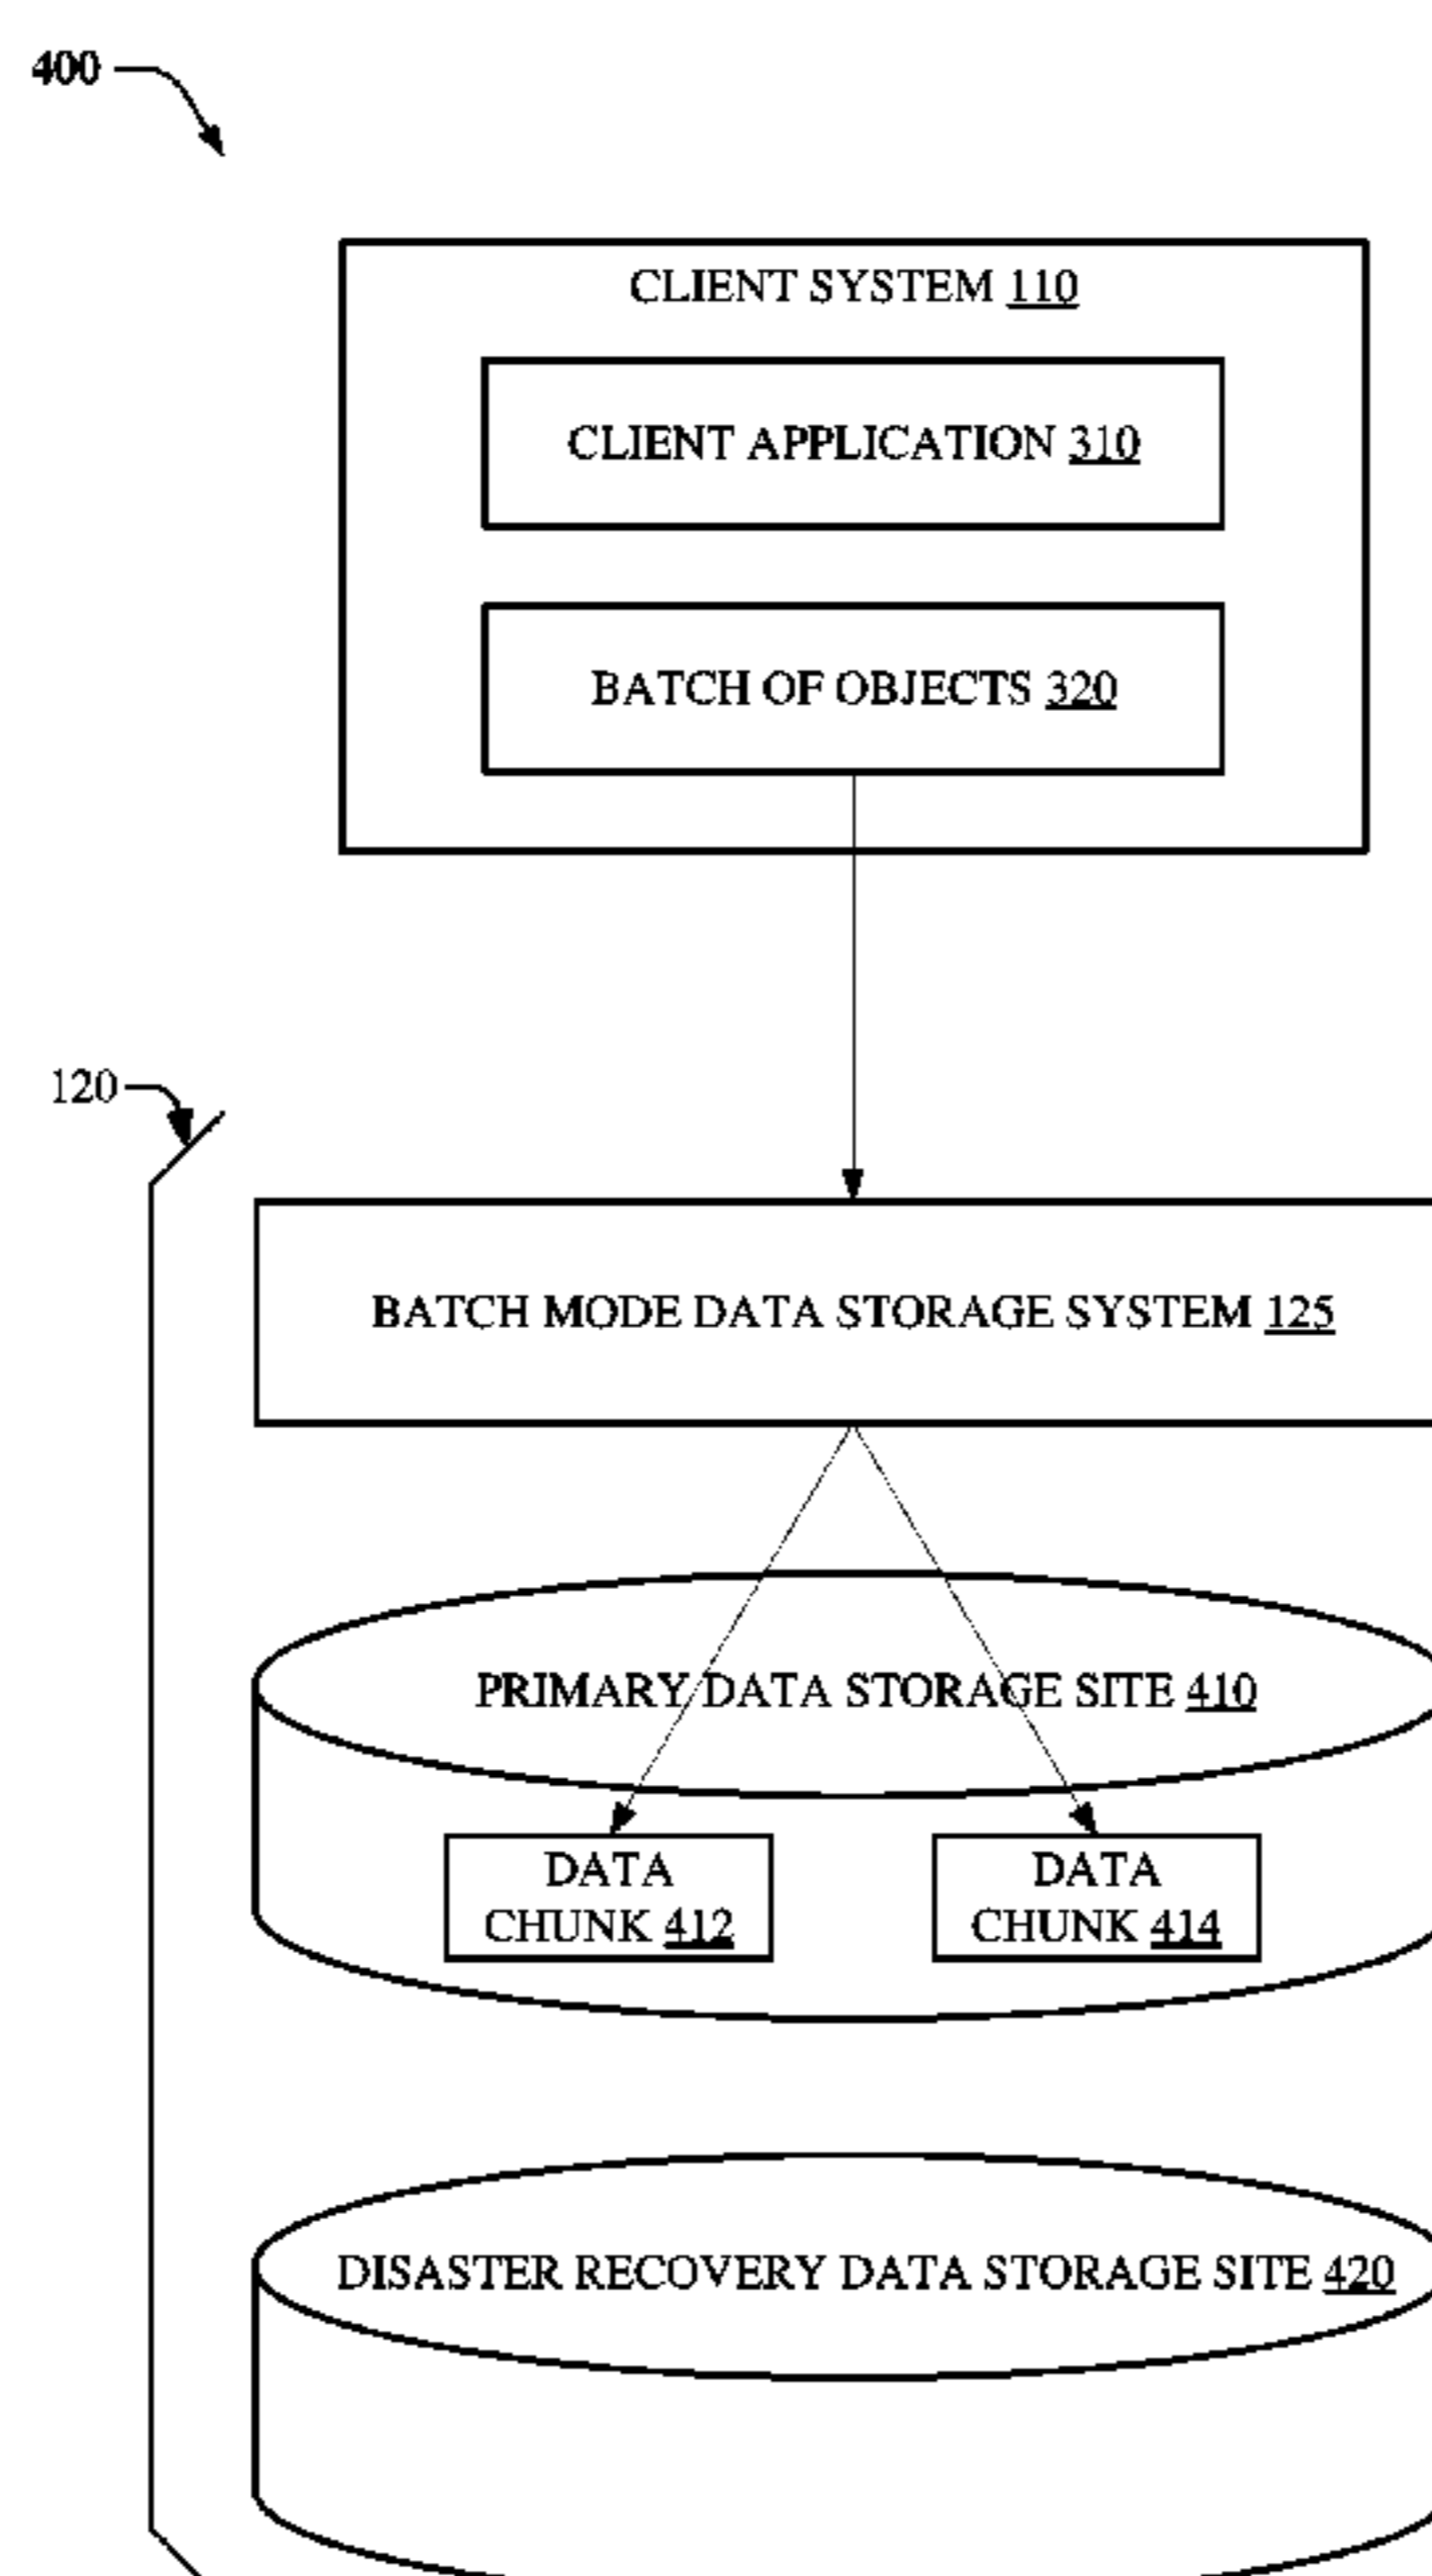 400
CLIENT SYSTEM 110
CLIENT APPLICATION 310
BATCH OF OBJECTS 320
120
BATCH MODE DATA STORAGE SYSTEM 125
PRIMARY DATA STORAGE SITE 410
DATA
CHUNK 412
DATA
CHUNK 414
DISASTER RECOVERY DATA STORAGE SITE 420